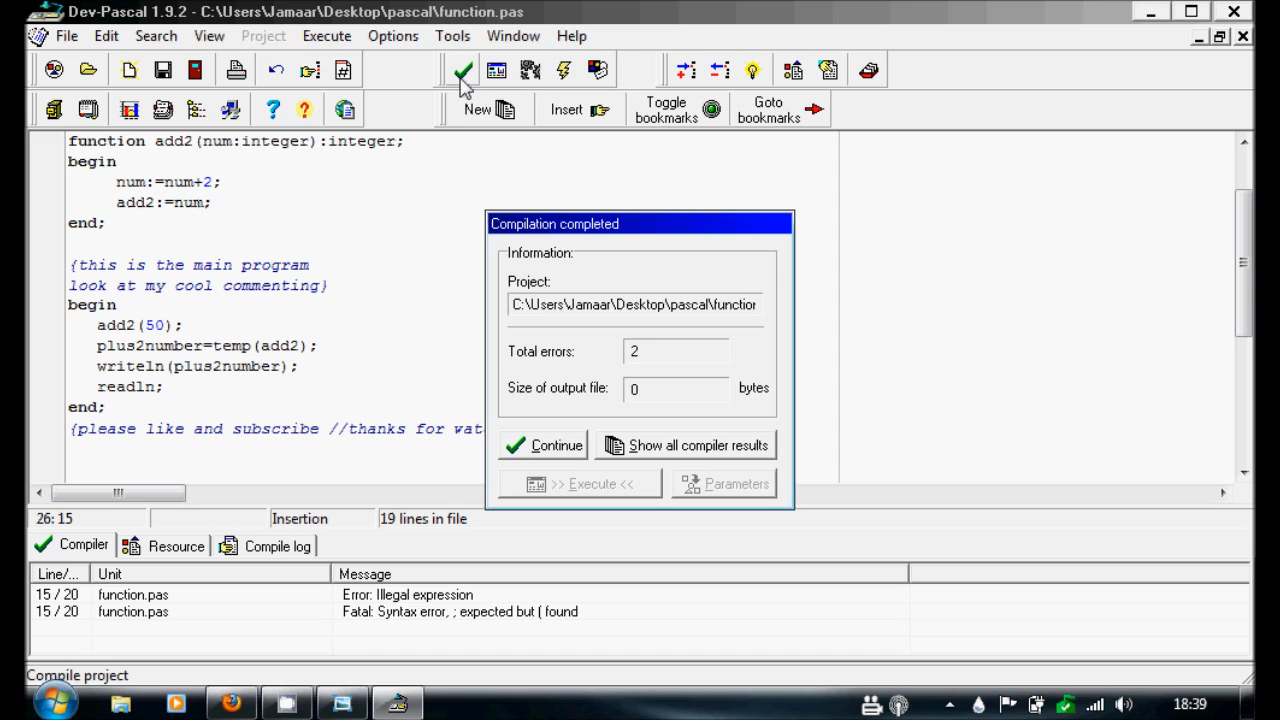 Dev-Pascal 1.9.2 - C:\Users\Jamaar\Desktop\pascal\function.pas
File Edit Search View Project Execute Options Tools Window Help
New Insert Toggle bookmarks Goto bookmarks
function add2(num:integer):integer;
begin
num:=num+2;
add2:=num;
end;
{this is the main program
look at my cool commenting}
begin
add2(50);
plus2number=temp(add2);
writeln(plus2number);
readln;
end;
{please like and subscribe //thanks for wat
Compilation completed
Information:
Project:
C:\Users\Jamaar\Desktop\pascal\function
Total errors: 2
Size of output file: 0 bytes
Continue Show all compiler results
>> Execute << Parameters
26:15 Insertion 19 lines in file
Compiler Resource Compile log
Line/... Unit Message
15 / 20 function.pas Error: Illegal expression
15 / 20 function.pas Fatal: Syntax error, ; expected but ( found
Compile project
18:39